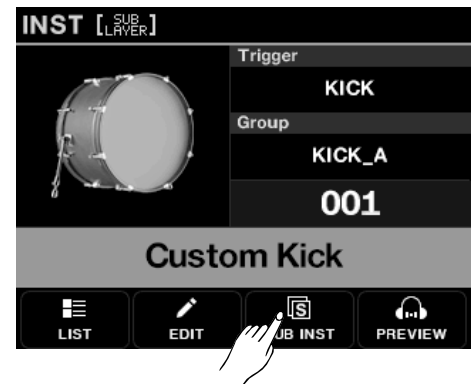 INST [SUB LAYER]
Trigger
KICK
Group
KICK_A
001
Custom Kick
LIST
EDIT
S
UB INST
PREVIEW